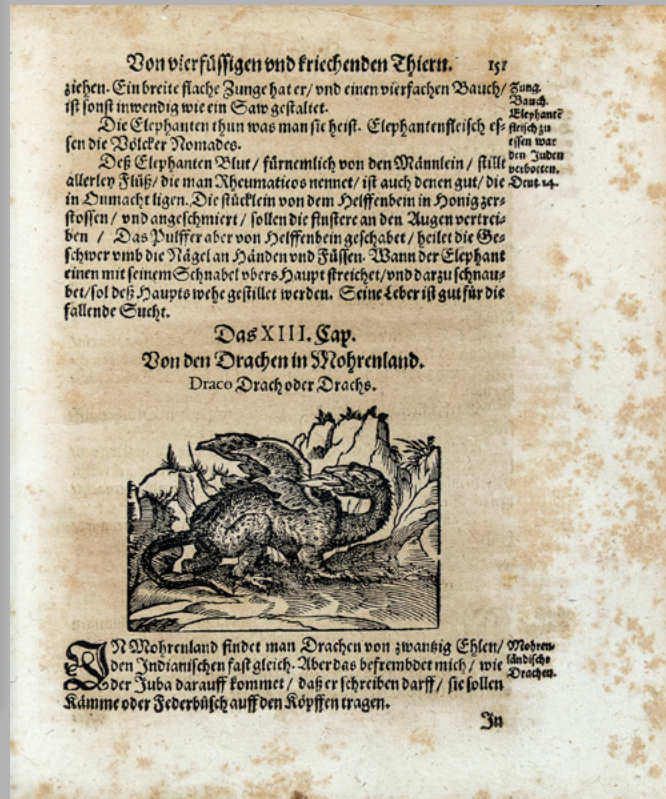 Von vierfüssigen vnd kriechenden Thiern. 151
ziehen. Ein breite flache Zunge hat er/ vnd einen vierfachen Bauch/
ist sonst inwendig wie ein Saw gestaltet.
Die Elephanten thun was man sie heist. Elephantenfleisch es-
sen die Völcker Nomades.
Deß Elephanten Blut / fürnemlich von den Männlein / stillt
allerley Flüß/ die man Rheumaticos nennet/ ist auch denen gut/ die
in Onmacht ligen. Die stücklein von dem Helffenbein in Honig zer-
stossen / vnd angeschmiert / sollen die finstere an den Augen vertrei-
ben / Das Pulffer aber von Helffenbein geschabet / heilet die Ge-
schwer vmb die Nägel an Händen vnd Füssen. Wann der Elephant
einen mit seinem Schnabel vbers Haupt streichet/ vnd darzu schnau-
bet/ sol deß Haupts wehe gestillet werden. Seine Leber ist gut für die
fallende Sucht.
Zung.
Bauch.
Elephantē
fleisch zu
essen war
den Juden
verbotten.
Deut. 14.
Das XIII. Cap.
Von den Drachen in Mohrenland.
Draco Drach oder Drachs.
IN Mohrenland findet man Drachen von zwantzig Ehlen/
den Indianischen fast gleich. Aber das befrembdet mich / wie
der Juba darauff kommet / daß er schreiben darff / sie sollen
Kämme oder Federbüsch auff den Köpffen tragen.
Mohren-
ländische
Drachen.
In